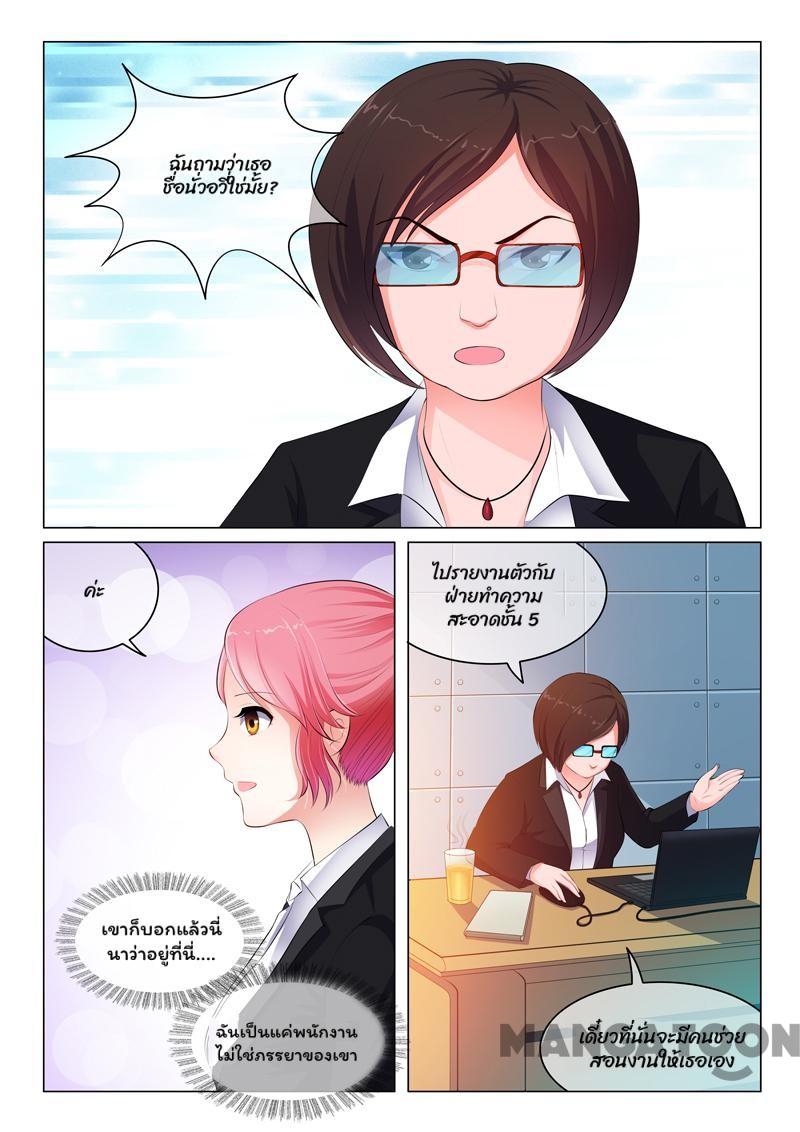 ฉันถามว่าเธอ
ชื่อนั่วอวี่ใช่มั้ย?
ค่ะ
เขาก็บอกแล้วนี่
นาว่าอยู่ที่นี่....
ฉันเป็นแค่พนักงาน
ไม่ใช่ภรรยาของเขา
ไปรายงานตัวกับ
ฝ่ายทำความ
สะอาดชั้น 5
เดี๋ยวที่นั่นจะมีคนช่วย
สอนงานให้เธอเอง